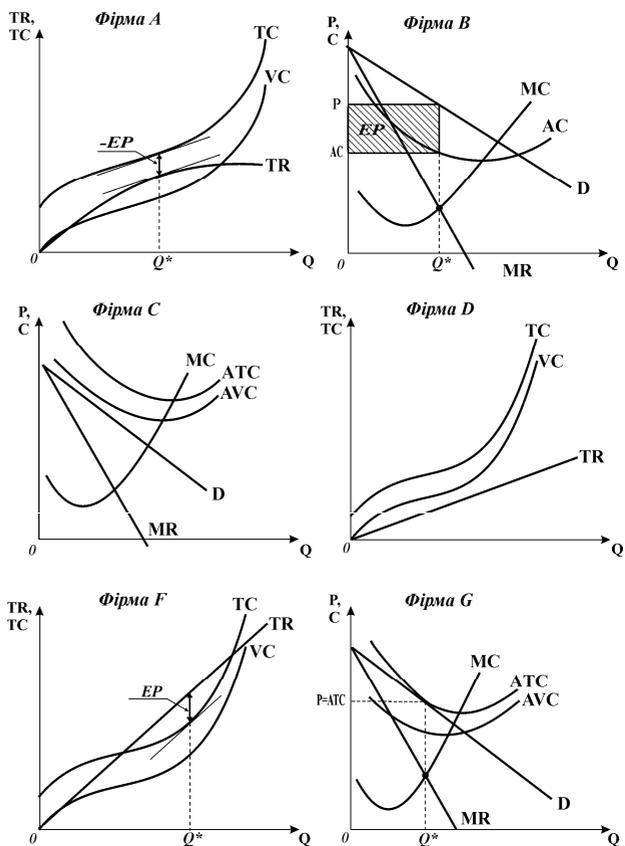 Фірма A
TR,
TC
TC
VC
-EP
TR
0
Q*
Q
Фірма B
P,
C
MC
P
EP
AC
AC
D
0
Q*
Q
MR
Фірма C
P,
C
MC
ATC
AVC
D
MR
0
Q
Фірма D
TR,
TC
TC
VC
TR
0
Q
Фірма F
TR,
TC
TC
TR
VC
EP
0
Q*
Q
Фірма G
P,
C
MC
ATC
AVC
P=ATC
D
MR
0
Q*
Q